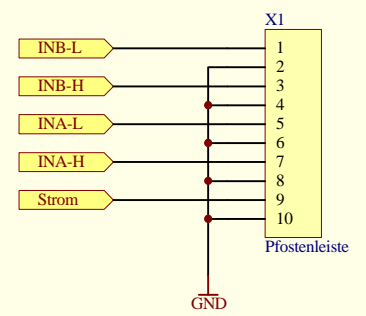 X1
INB-L
1
2
INB-H
3
4
INA-L
5
6
INA-H
7
8
Strom
9
10
Pfostenleiste
GND